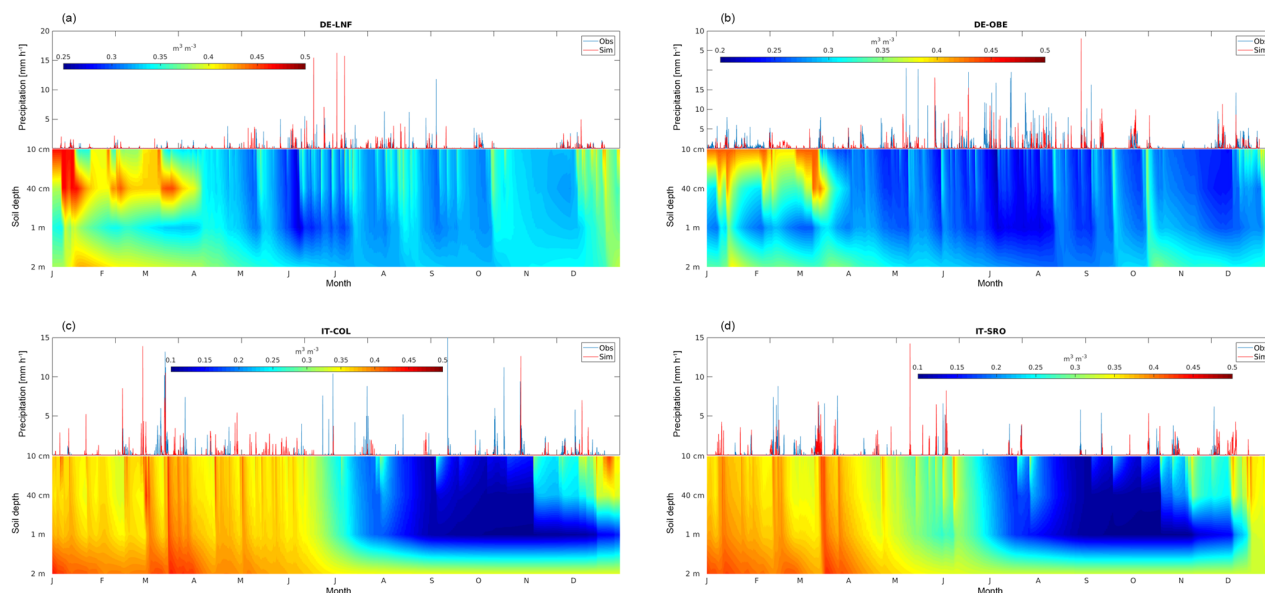 (a)
DE-LNF
20
15
10
5
Precipitation [mm h⁻¹]
m³ m⁻³
0.25 0.3 0.35 0.4 0.45 0.5
Obs
Sim
10 cm
40 cm
1 m
2 m
Soil depth
J F M A M J J A S O N D
Month
(b)
DE-OBE
10
5
15
10
5
Precipitation [mm h⁻¹]
m³ m⁻³
0.2 0.25 0.3 0.35 0.4 0.45 0.5
Obs
Sim
10 cm
40 cm
1 m
2 m
Soil depth
J F M A M J J A S O N D
Month
(c)
IT-COL
15
10
5
Precipitation [mm h⁻¹]
m³ m⁻³
0.1 0.15 0.2 0.25 0.3 0.35 0.4 0.45 0.5
Obs
Sim
10 cm
40 cm
1 m
2 m
Soil depth
J F M A M J J A S O N D
Month
(d)
IT-SRO
15
10
5
Precipitation [mm h⁻¹]
m³ m⁻³
0.1 0.15 0.2 0.25 0.3 0.35 0.4 0.45 0.5
Obs
Sim
10 cm
40 cm
1 m
2 m
Soil depth
J F M A M J J A S O N D
Month